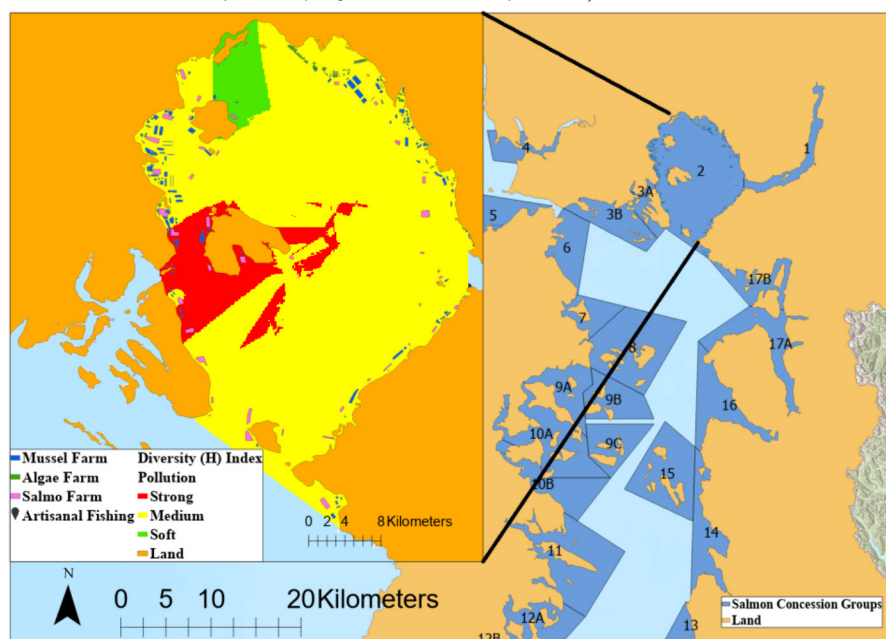 4
1
2
3A
5
3B
6
17B
7
8
17A
9A
9B
16
10A
9C
15
10B
14
11
12A
13
12B
Mussel Farm
Algae Farm
Salmo Farm
Artisanal Fishing
Diversity (H) Index
Pollution
Strong
Medium
Soft
Land
0 2 4 8 Kilometers
N
0 5 10 20 Kilometers
Salmon Concession Groups
Land